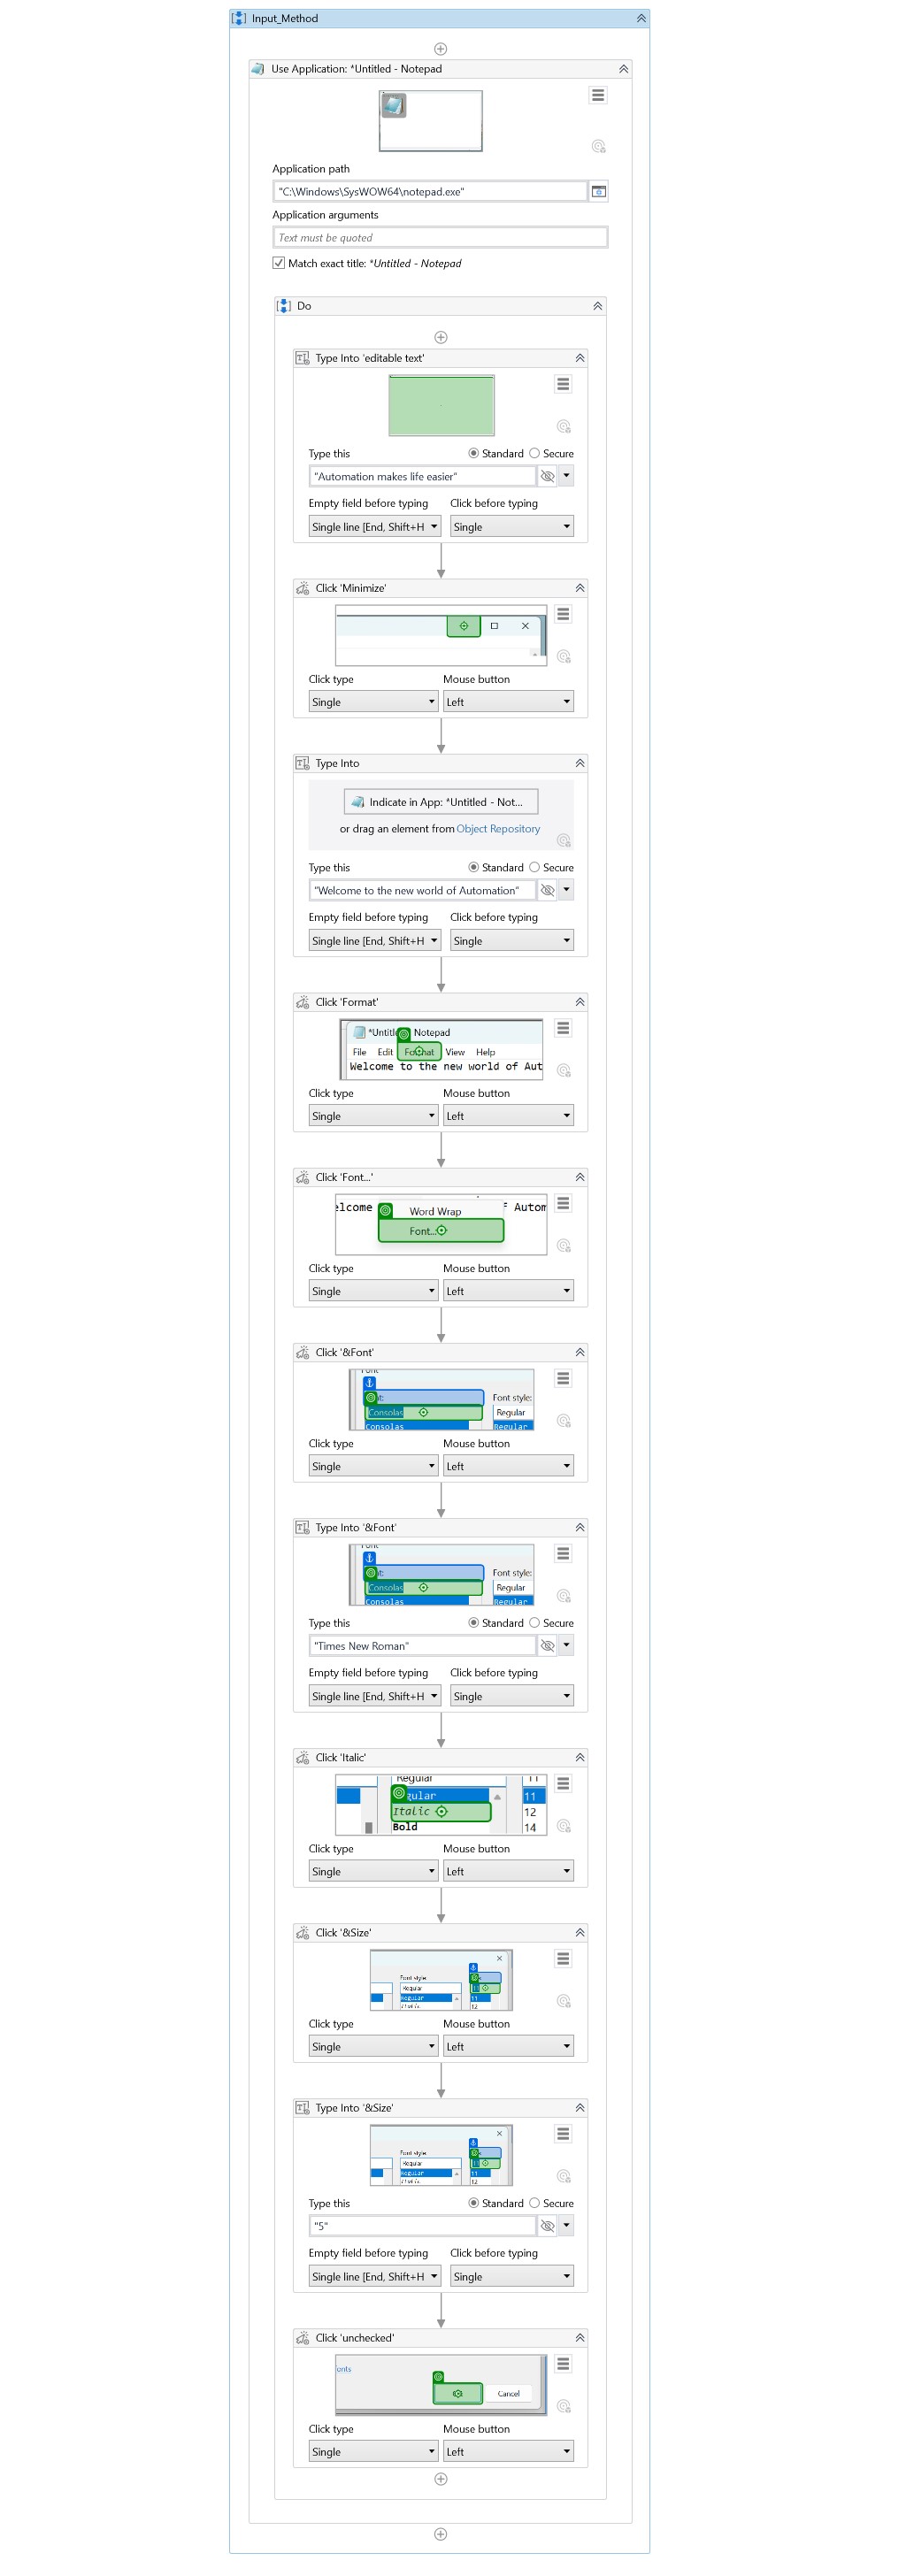 Input_Method
Use Application: *Untitled - Notepad
Application path
"C:\Windows\SysWOW64\notepad.exe"
Application arguments
Text must be quoted
Match exact title: *Untitled - Notepad
Do
Type Into 'editable text'
Type this Standard Secure
"Automation makes life easier"
Empty field before typing Click before typing
Single line [End, Shift+H Single
Click 'Minimize'
Click type Mouse button
Single Left
Type Into
Indicate in App: *Untitled - Not...
or drag an element from Object Repository
Type this Standard Secure
"Welcome to the new world of Automation"
Empty field before typing Click before typing
Single line [End, Shift+H Single
Click 'Format'
Notepad
File Edit Format View Help
Welcome to the new world of Aut
Click type Mouse button
Single Left
Click 'Font...'
elcome Word Wrap F Autom
Font...
Click type Mouse button
Single Left
Click '&Font'
Font style:
Consolas Regular
Consolas Regular
Click type Mouse button
Single Left
Type Into '&Font'
Font style:
Consolas Regular
Consolas Regular
Type this Standard Secure
"Times New Roman"
Empty field before typing Click before typing
Single line [End, Shift+H Single
Click 'Italic'
Regular 11
gular 11
Italic 12
Bold 14
Click type Mouse button
Single Left
Click '&Size'
Font style:
Regular 11
Regular 11
Italic 12
Click type Mouse button
Single Left
Type Into '&Size'
Font style:
Regular 11
Regular 11
Italic 12
Type this Standard Secure
"5"
Empty field before typing Click before typing
Single line [End, Shift+H Single
Click 'unchecked'
onts
Cancel
Click type Mouse button
Single Left